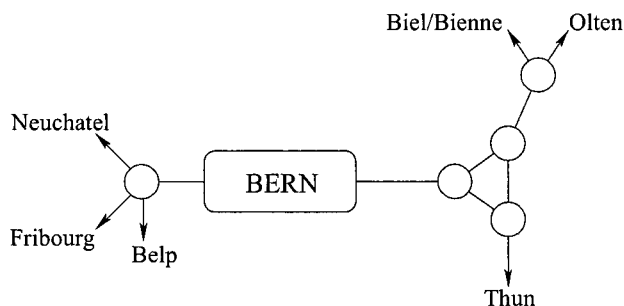 Biel/Bienne
Olten
Neuchatel
BERN
Fribourg
Belp
Thun